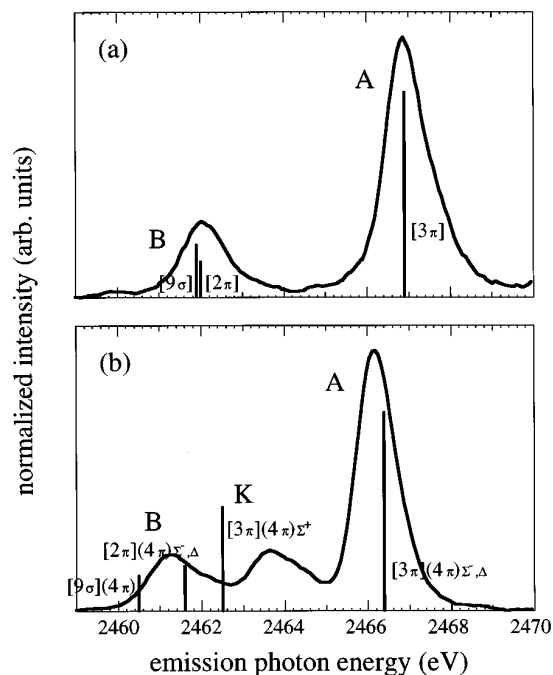 (a)
A
B
[3π]
[9σ]
[2π]
(b)
A
K
B
[3π](4π)Σ⁺
[2π](4π)Σ⁻,Δ
[9σ](4π)
[3π](4π)Σ⁻,Δ
2460 2462 2464 2466 2468 2470
emission photon energy (eV)
normalized intensity (arb. units)